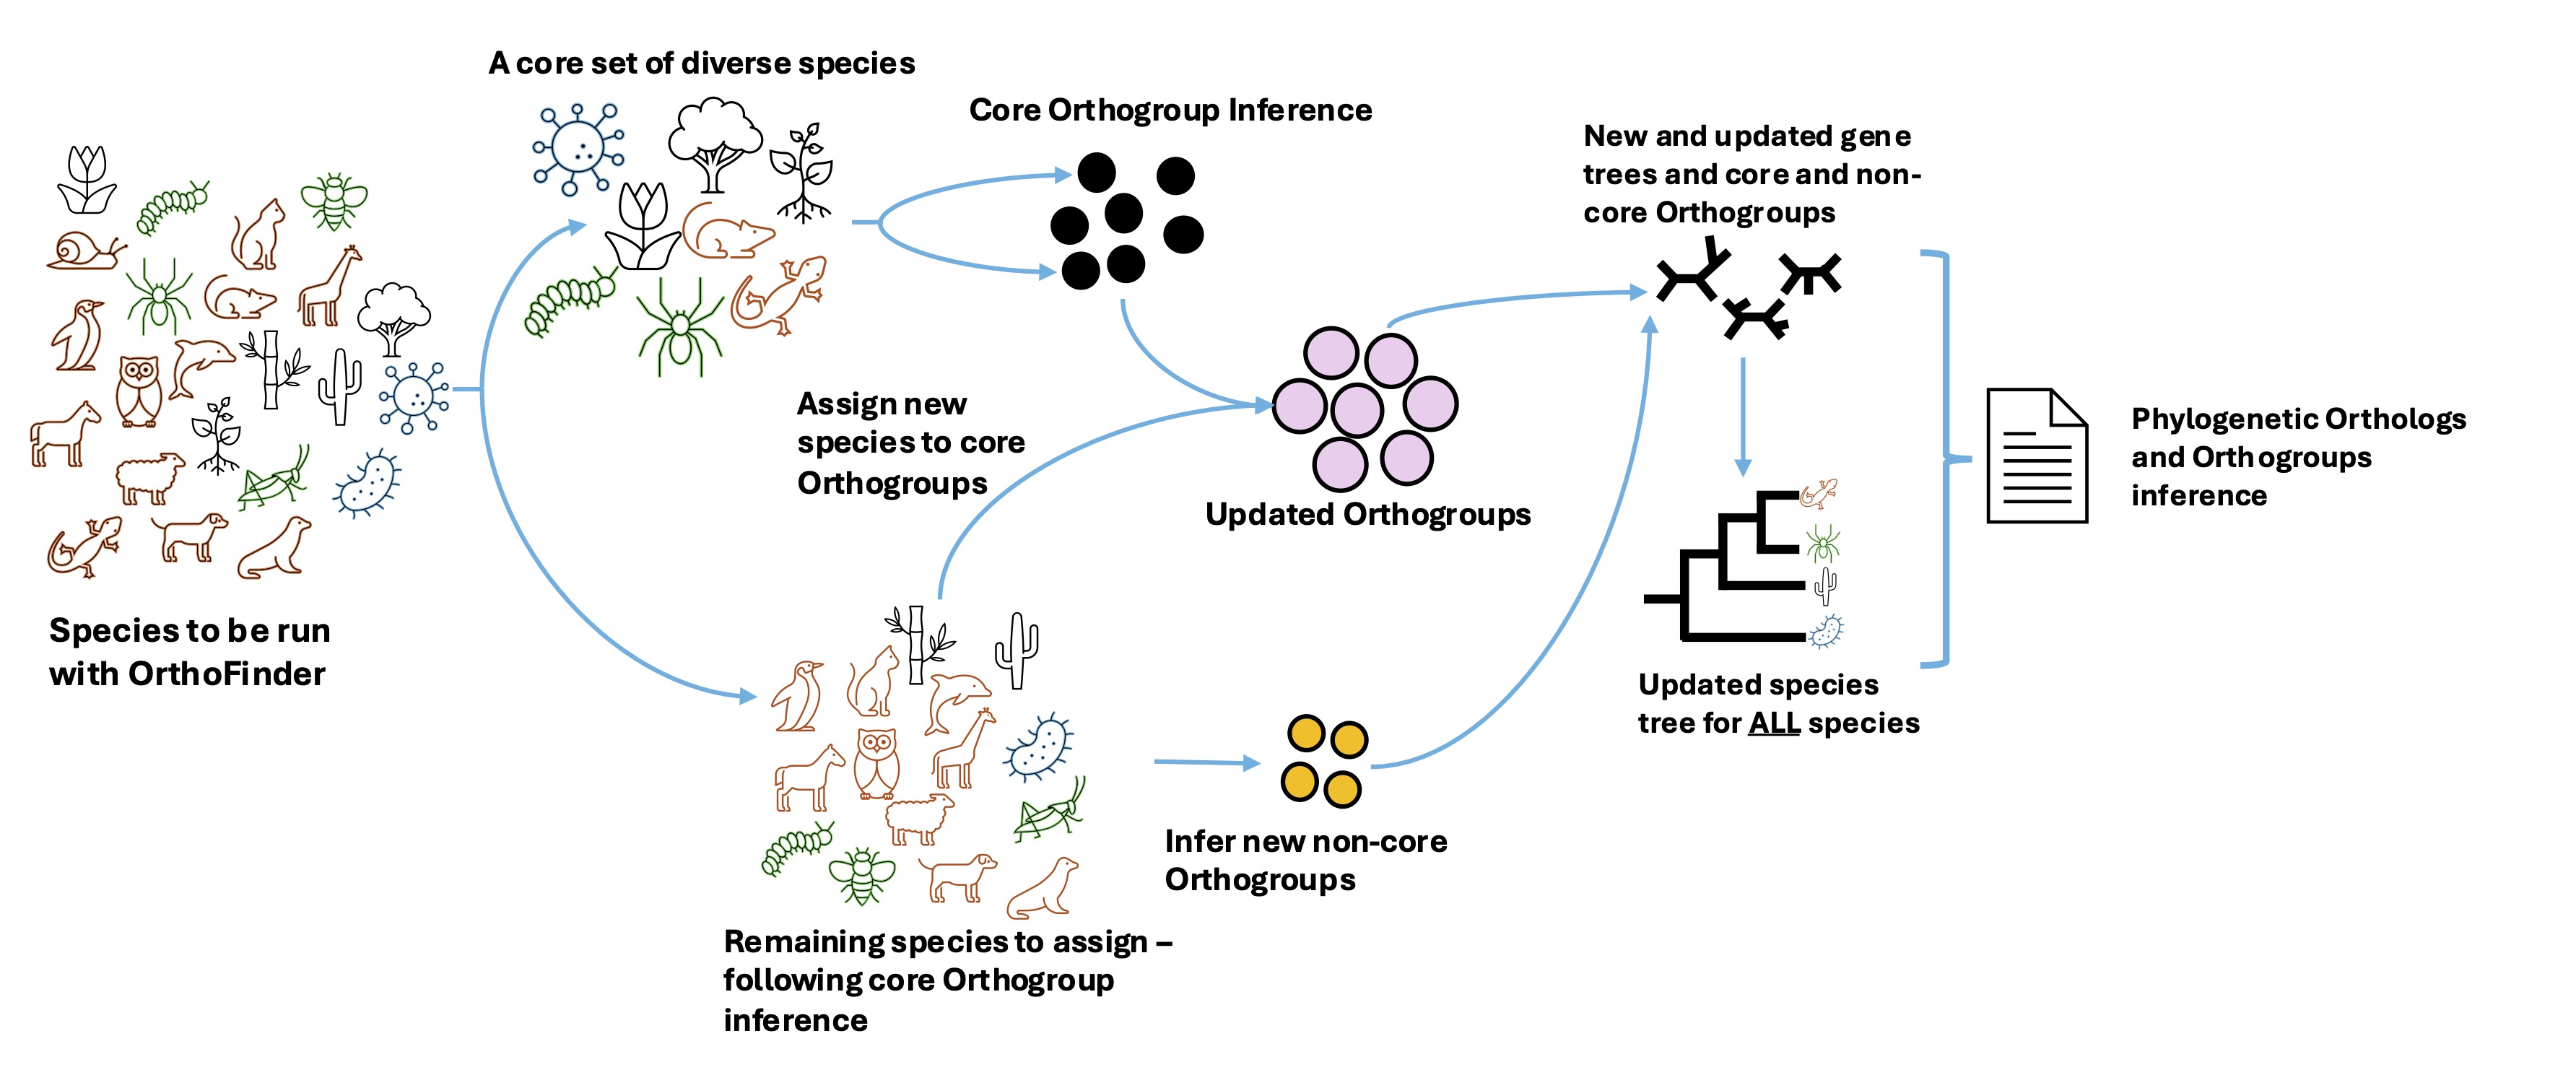 A core set of diverse species
Core Orthogroup Inference
New and updated gene
trees and core and non-
core Orthogroups
Assign new
species to core
Orthogroups
Phylogenetic Orthologs
and Orthogroups
inference
Updated Orthogroups
Species to be run
with OrthoFinder
Updated species
tree for ALL species
Infer new non-core
Orthogroups
Remaining species to assign –
following core Orthogroup
inference